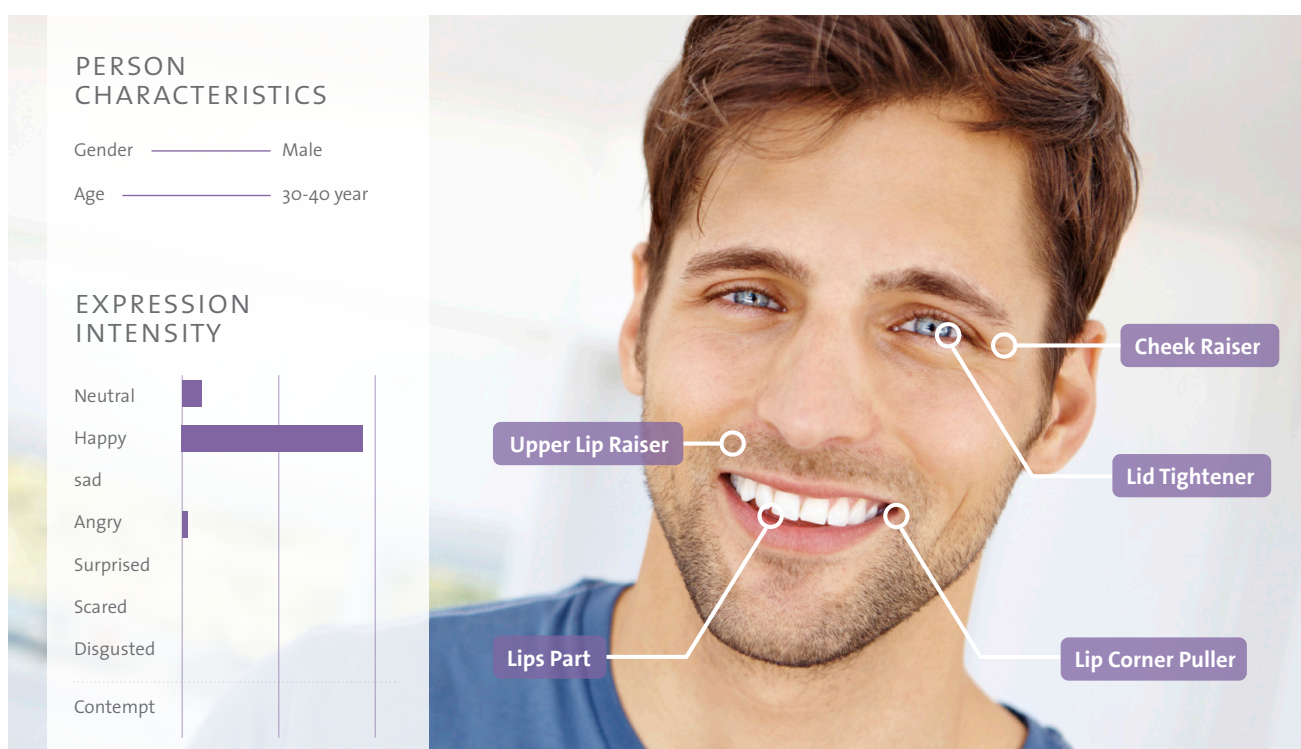 PERSON
CHARACTERISTICS
Gender Male
Age 30-40 year
EXPRESSION
INTENSITY
Neutral
Happy
sad
Angry
Surprised
Scared
Disgusted
Contempt
Cheek Raiser
Upper Lip Raiser
Lid Tightener
Lips Part
Lip Corner Puller